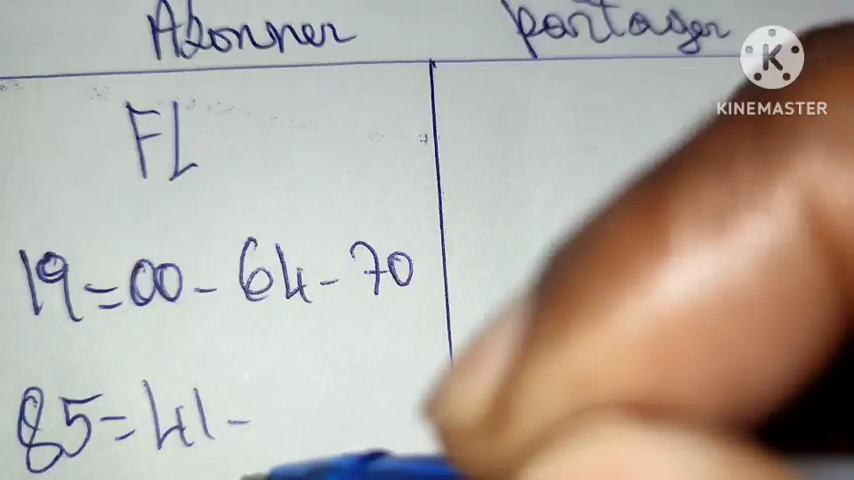 Abonner partager
KINEMASTER
FL
19=00-64-70
85=41-